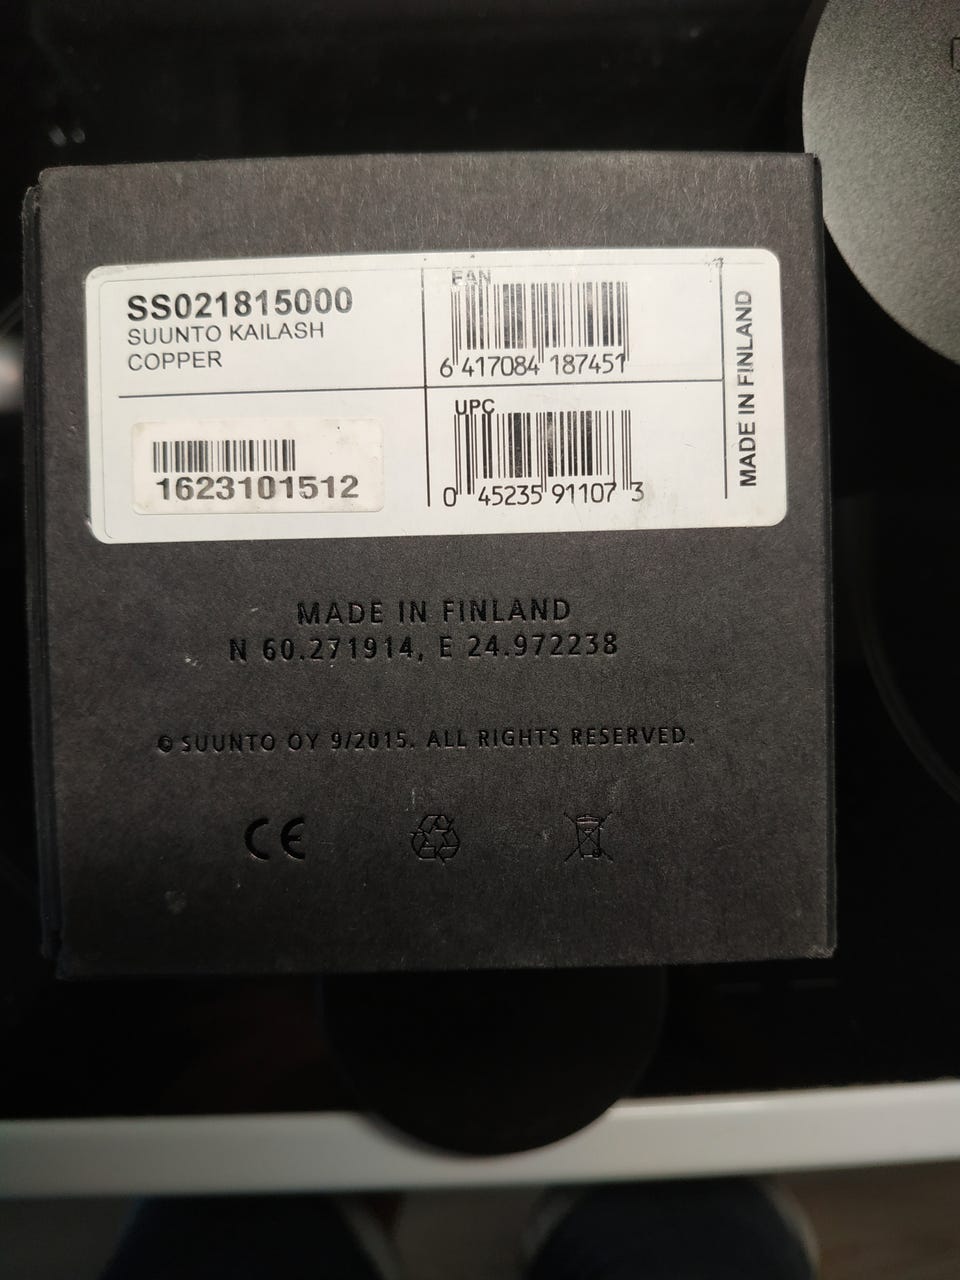 SS021815000
SUUNTO KAILASH
COPPER
EAN
6 417084 187451
1623101512
UPC
0 45235 91107 3
MADE IN FINLAND
MADE IN FINLAND
N 60.271914, E 24.972238
© SUUNTO OY 9/2015. ALL RIGHTS RESERVED.
CE